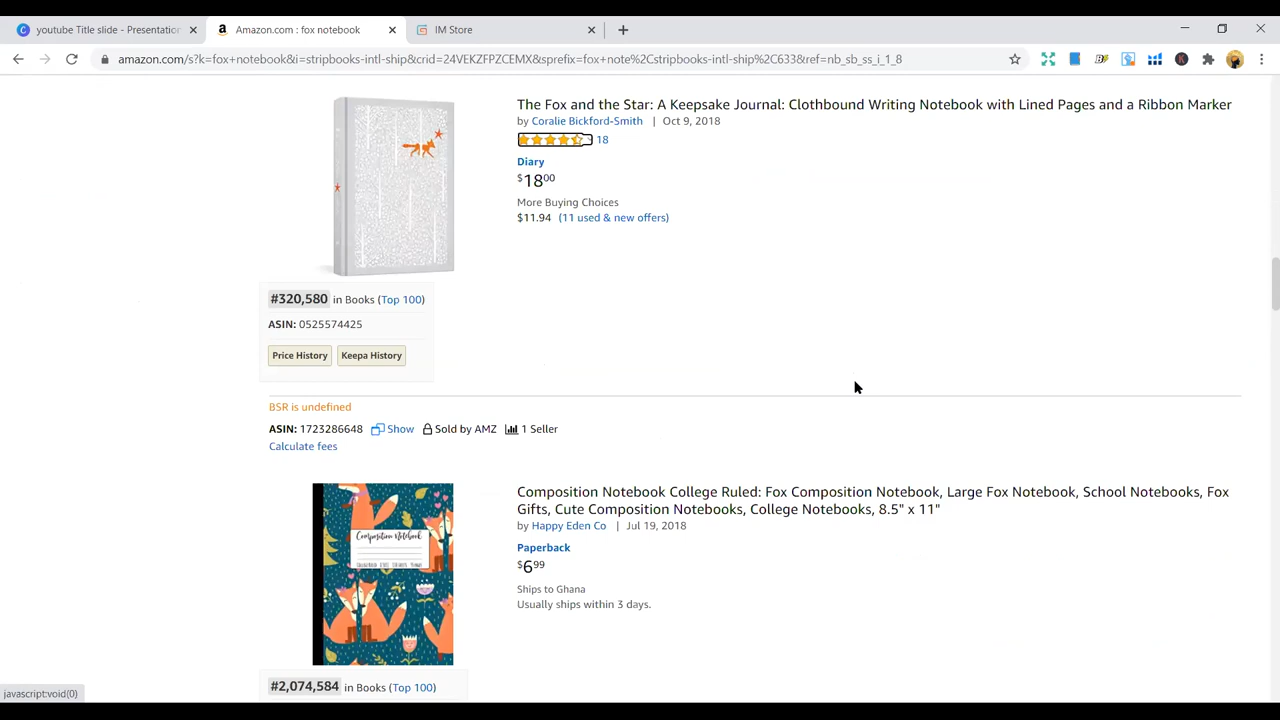 youtube Title slide - Presentation
Amazon.com : fox notebook
IM Store
amazon.com/s?k=fox+notebook&i=stripbooks-intl-ship&crid=24VEKZEPZCEMX&sprefix=fox+note%2Cstripbooks-intl-ship%2C633&ref=nb_sb_ss_i_1_8
The Fox and the Star: A Keepsake Journal: Clothbound Writing Notebook with Lined Pages and a Ribbon Marker
by Coralie Bickford-Smith | Oct 9, 2018
18
Diary
$18.00
More Buying Choices
$11.94 (11 used & new offers)
#320,580 in Books (Top 100)
ASIN: 0525574425
Price History Keepa History
BSR is undefined
ASIN: 1723286648 Show Sold by AMZ 1 Seller
Calculate fees
Composition Notebook College Ruled: Fox Composition Notebook, Large Fox Notebook, School Notebooks, Fox
Gifts, Cute Composition Notebooks, College Notebooks, 8.5" x 11"
by Happy Eden Co | Jul 19, 2018
Composition Notebook
Paperback
$6.99
Ships to Ghana
Usually ships within 3 days.
#2,074,584 in Books (Top 100)
javascript:void(0)